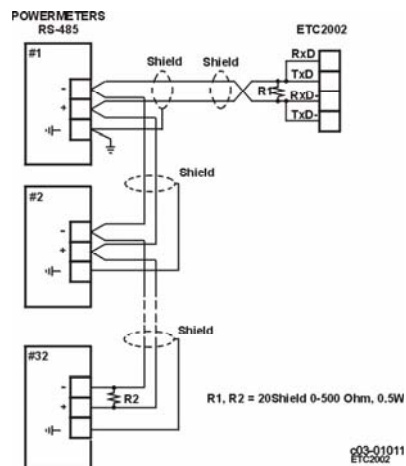 POWERMETERS
RS-485
ETC2002
#1
-
+
Shield
Shield
RxD
TxD
R1
RxD-
TxD-
#2
-
+
Shield
Shield
#32
-
+
R2
R1, R2 = 20Shield 0-500 Ohm, 0.5W
c03-01011
ETC2002